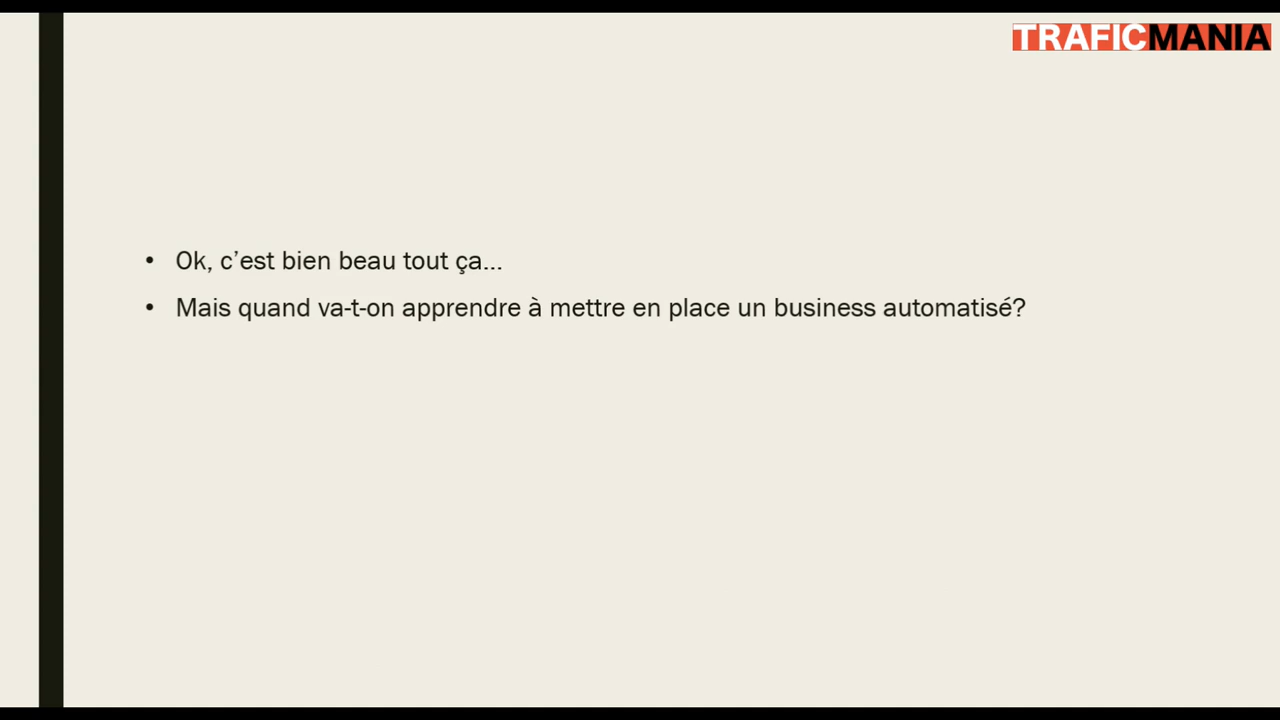 TRAFICMANIA
• Ok, c’est bien beau tout ça…
• Mais quand va-t-on apprendre à mettre en place un business automatisé?